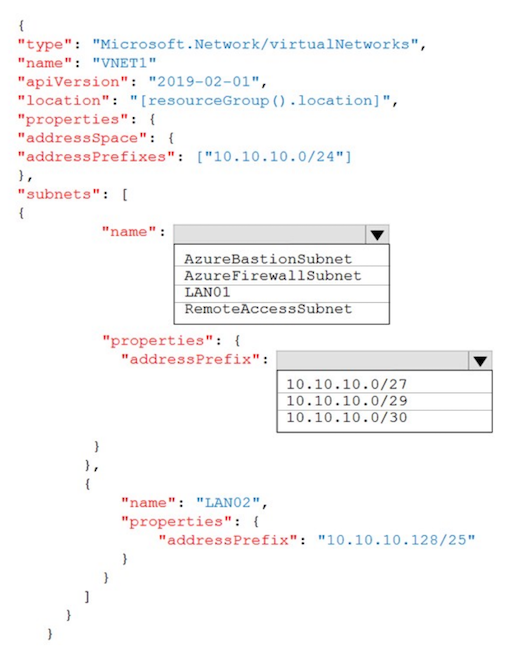 {
"type": "Microsoft.Network/virtualNetworks",
"name": "VNET1"
"apiVersion": "2019-02-01",
"location": "[resourceGroup().location]",
"properties": {
"addressSpace": {
"addressPrefixes": ["10.10.10.0/24"]
},
"subnets": [
{
"name":
AzureBastionSubnet
AzureFirewallSubnet
LAN01
RemoteAccessSubnet
"properties": {
"addressPrefix":
10.10.10.0/27
10.10.10.0/29
10.10.10.0/30
}
},
{
"name": "LAN02",
"properties": {
"addressPrefix": "10.10.10.128/25"
}
}
]
}
}